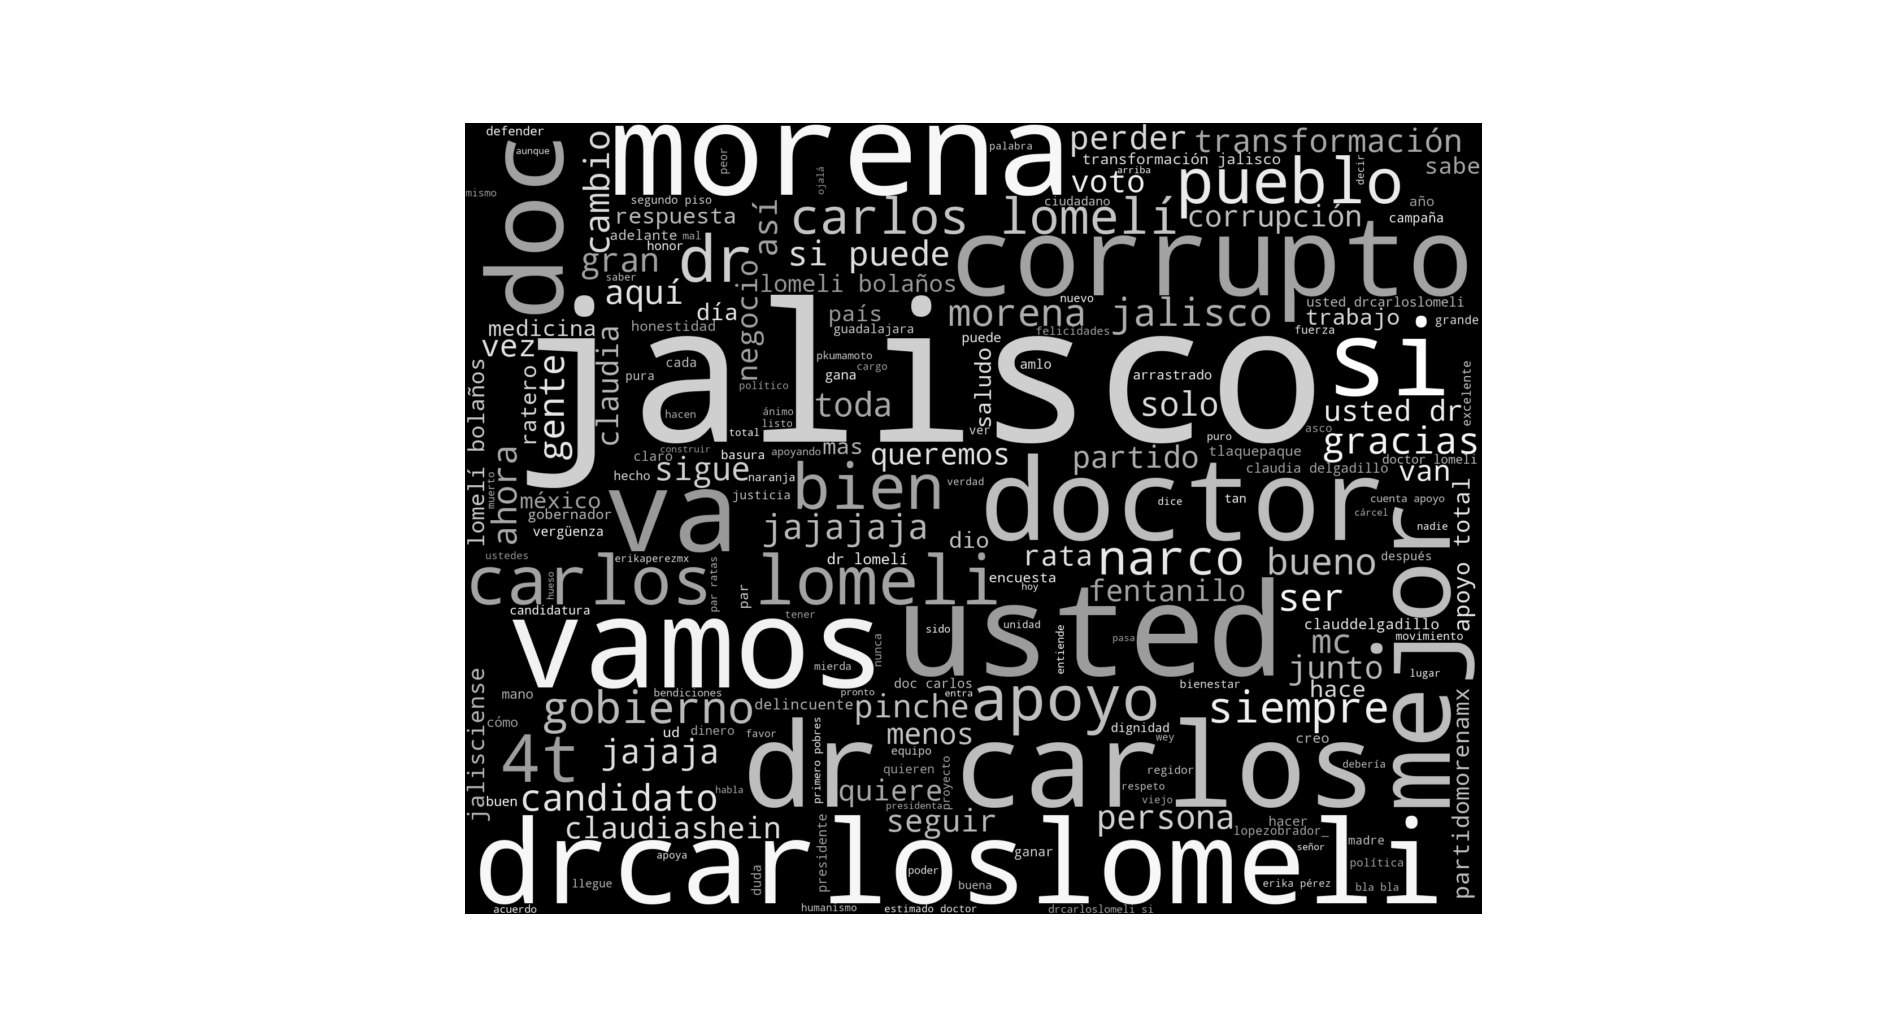 defender
aunque
mismo
doc
cambio
morena
peor
ojalá
palabra
perder
transformación
transformación jalisco
arriba
decir
sabe
voto
pueblo
segundo piso
respuesta
adelante
mal
honor
así
carlos lomelí
ciudadano
corrupción
año
campaña
gran
saber
dr
si puede
corrupto
aquí
negocio
lomeli bolaños
nuevo
usted drcarloslomeli
día
honestidad
país
guadalajara
morena jalisco
felicidades
trabajo
fuerza
grande
medicina
vez
jalisco
puede
si
lomelí bolaños
ratero
gente
claudia
cada
pura
político
pkumamoto
cargo
gana
saludo
amlo
arrastrado
excelente
hacen
ánimo
listo
toda
solo
usted dr
total
ver
puro
asco
gracias
construir
claro
basura
apoyando
mas
queremos
partido
tlaquepaque
doctor lomeli
ahora
muerto
sigue
hecho
naranja
claudia delgadillo
van
méxico
va
justicia
bien
verdad
doctor
dice
tan
cuenta apoyo
gobernador
cárcel
vergüenza
jajajaja
dio
nadie
mejor
apoyo total
ustedes
erikaperezmx
dr lomelí
rata
narco
bueno
después
hueso
carlos lomeli
par ratas
par
encuesta
hoy
fentanilo
ser
candidatura
tener
vamos
sido
usted
unidad
entiende
pasa
clauddelgadillo
movimiento
mc
nunca
mierda
junto
lugar
jalisciense
doc carlos
bienestar
hace
mano
bendiciones
pronto
entra
gobierno
delincuente
pinche
apoyo
siempre
partidomorenamx
cómo
ud
dinero
favor
primero pobres
menos
dignidad
wey
creo
4t
jajaja
equipo
dr carlos
quieren
proyecto
regidor
debería
buen
candidato
habla
quiere
respeto
viejo
presidenta
claudiashein
presidente
seguir
persona
hacer
lopezobrador_
drcarloslomeli
apoya
ganar
señor
madre
llegue
duda
poder
buena
erika pérez
política
bla bla
acuerdo
humanismo
estimado doctor
drcarloslomeli si